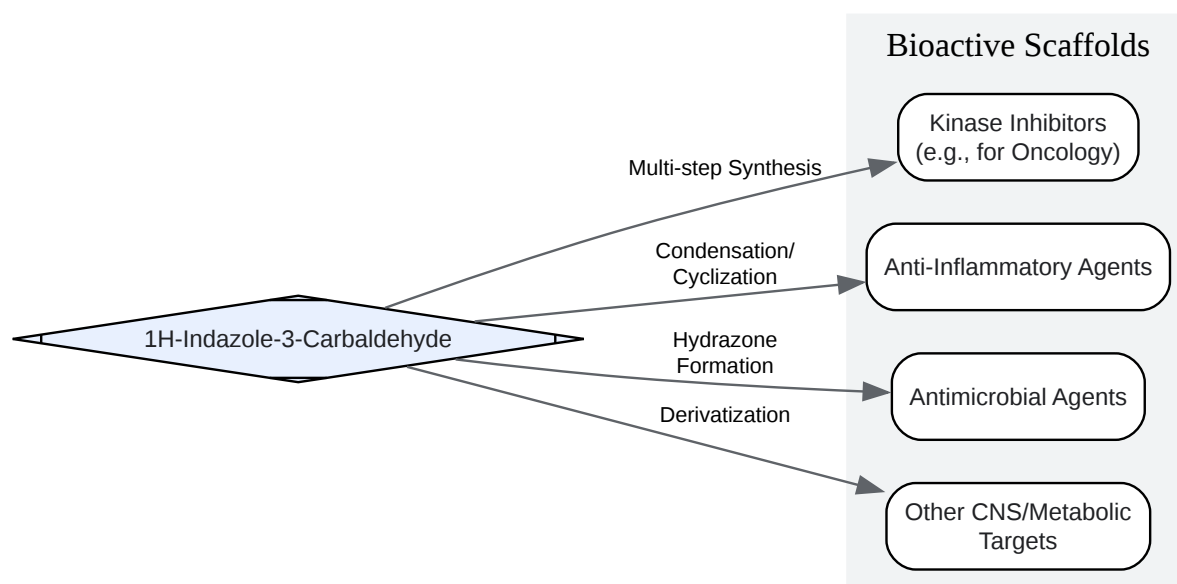 Bioactive Scaffolds
Kinase Inhibitors
(e.g., for Oncology)
Multi-step Synthesis
Condensation/
Cyclization
Anti-Inflammatory Agents
1H-Indazole-3-Carbaldehyde
Hydrazone
Formation
Antimicrobial Agents
Derivatization
Other CNS/Metabolic
Targets